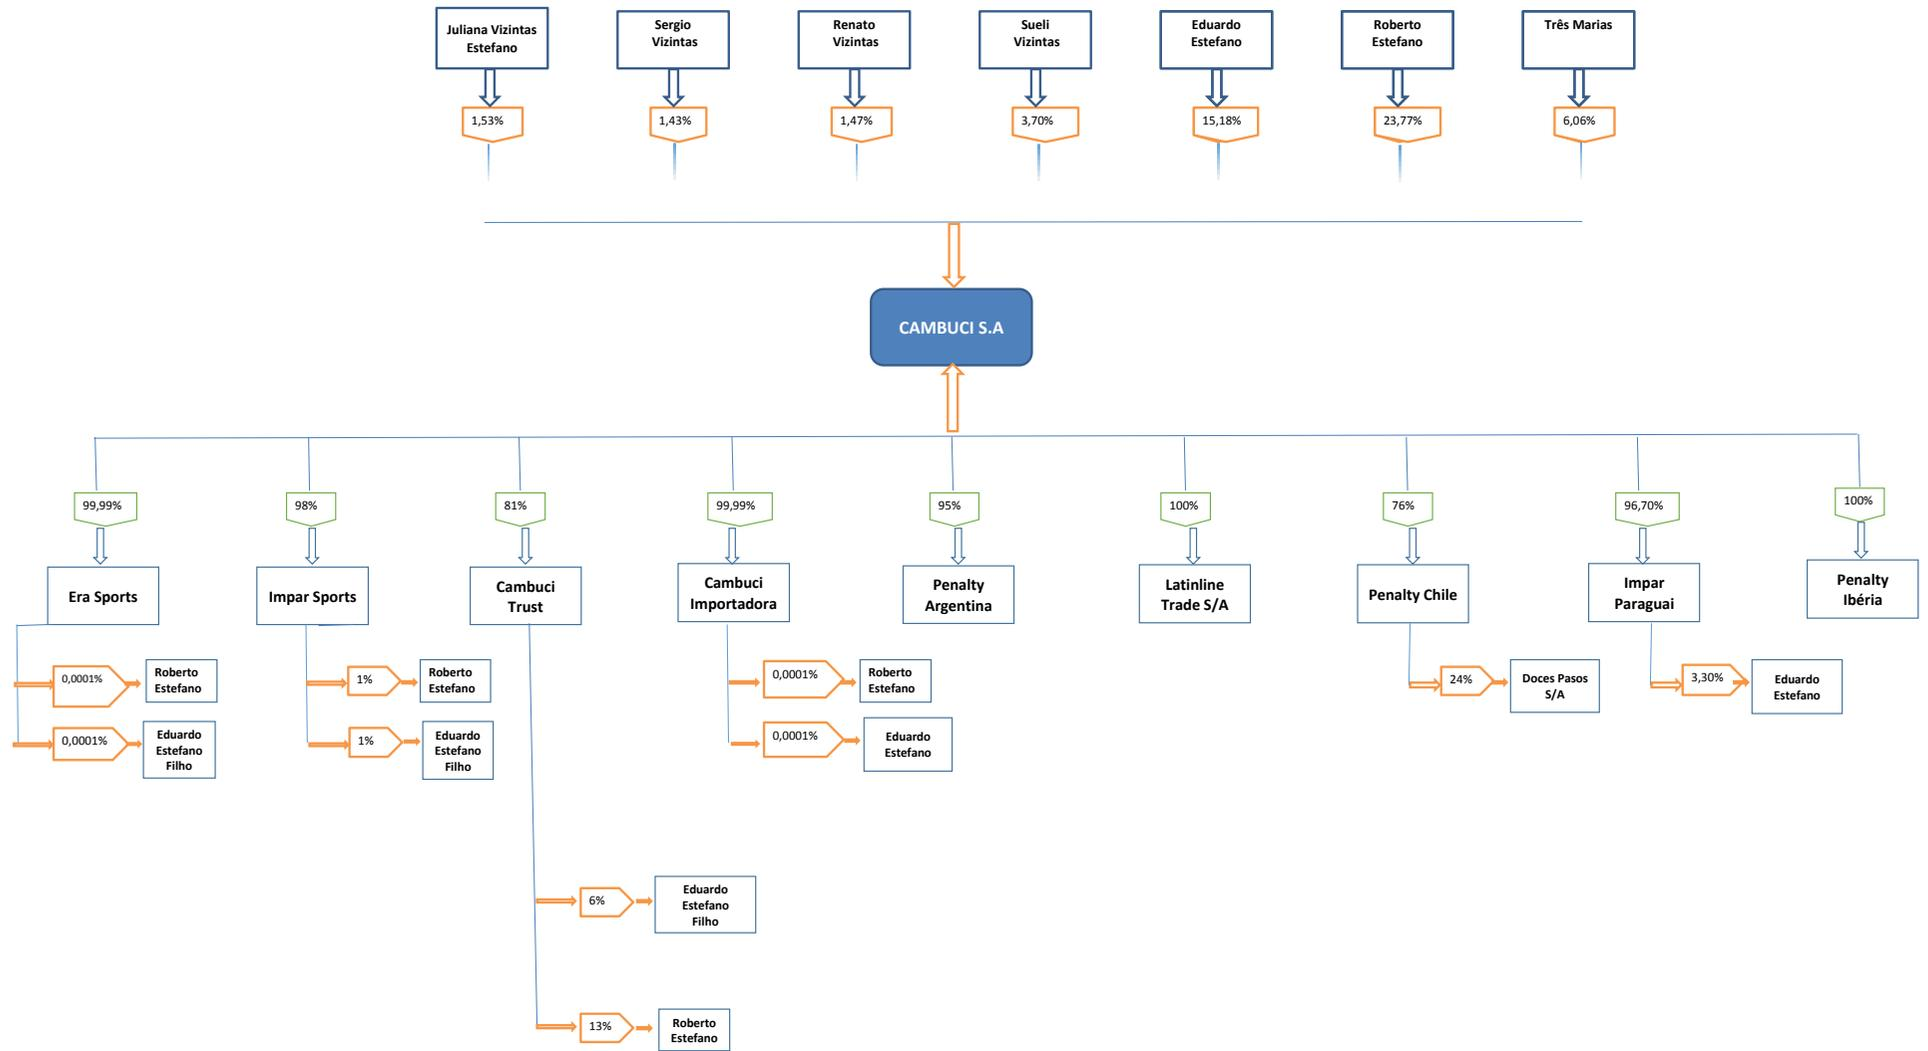 Juliana Vizintas
Estefano
Sergio
Vizintas
Renato
Vizintas
Sueli
Vizintas
Eduardo
Estefano
Roberto
Estefano
Três Marias
1,53%
1,43%
1,47%
3,70%
15,18%
23,77%
6,06%
CAMBUCI S.A
99,99%
98%
81%
99,99%
95%
100%
76%
96,70%
100%
Era Sports
Impar Sports
Cambuci
Trust
Cambuci
Importadora
Penalty
Argentina
Latinline
Trade S/A
Penalty Chile
Impar
Paraguai
Penalty
Ibéria
0,0001%
Roberto
Estefano
1%
Roberto
Estefano
0,0001%
Roberto
Estefano
24%
Doces Pasos
S/A
3,30%
Eduardo
Estefano
0,0001%
Eduardo
Estefano
Filho
1%
Eduardo
Estefano
Filho
0,0001%
Eduardo
Estefano
6%
Eduardo
Estefano
Filho
13%
Roberto
Estefano